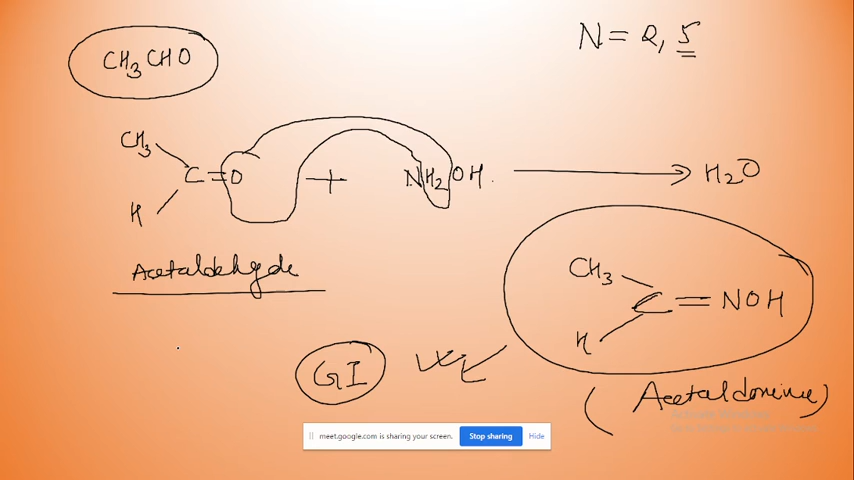 N = 2, 5
CH3CHO
CH3
C=O + NH2OH. → H2O
H
Acetaldehyde
CH3
C = NOH
H
GI
( Acetaldoxime )
meet.google.com is sharing your screen. Stop sharing Hide